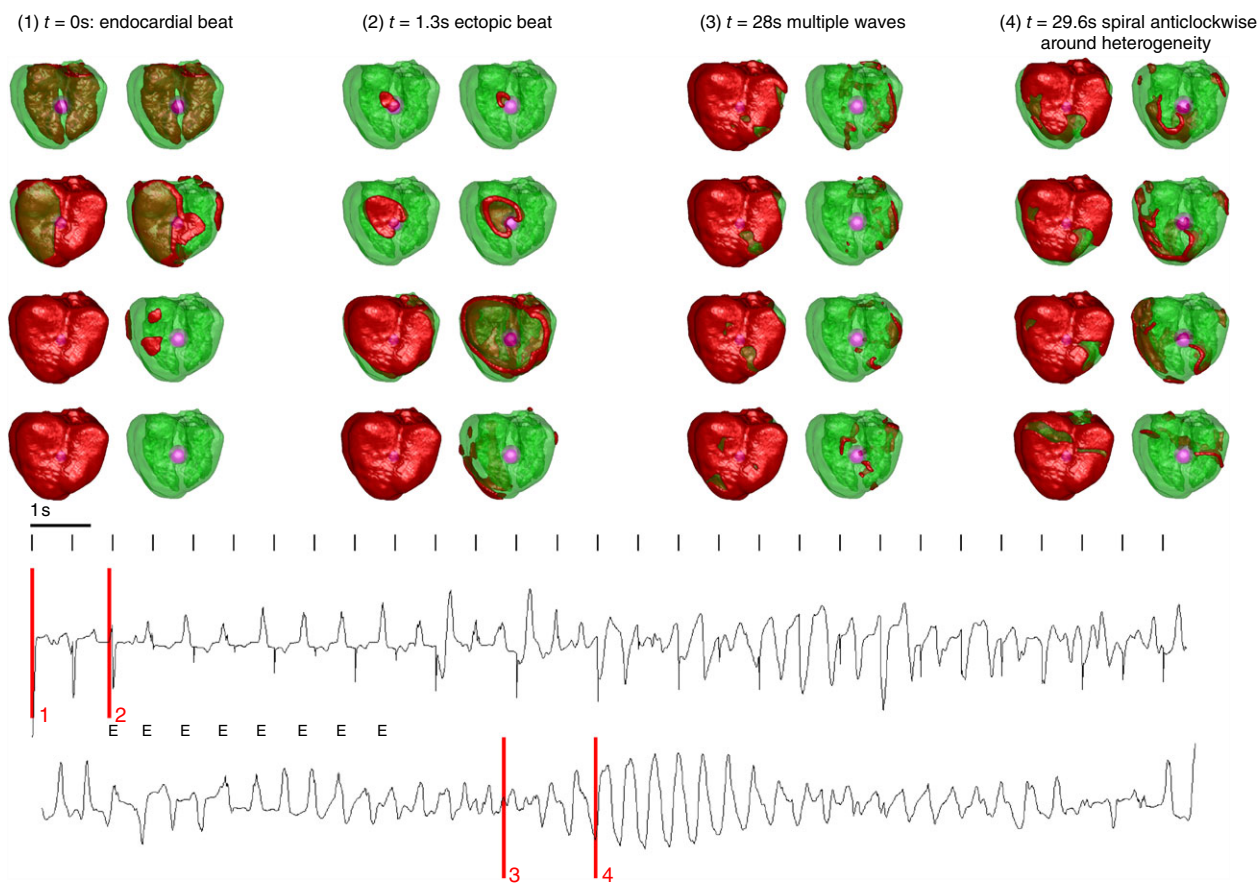 (1) t = 0s: endocardial beat
(2) t = 1.3s ectopic beat
(3) t = 28s multiple waves
(4) t = 29.6s spiral anticlockwise
around heterogeneity
1 s
1
2
E E E E E E E E
3
4